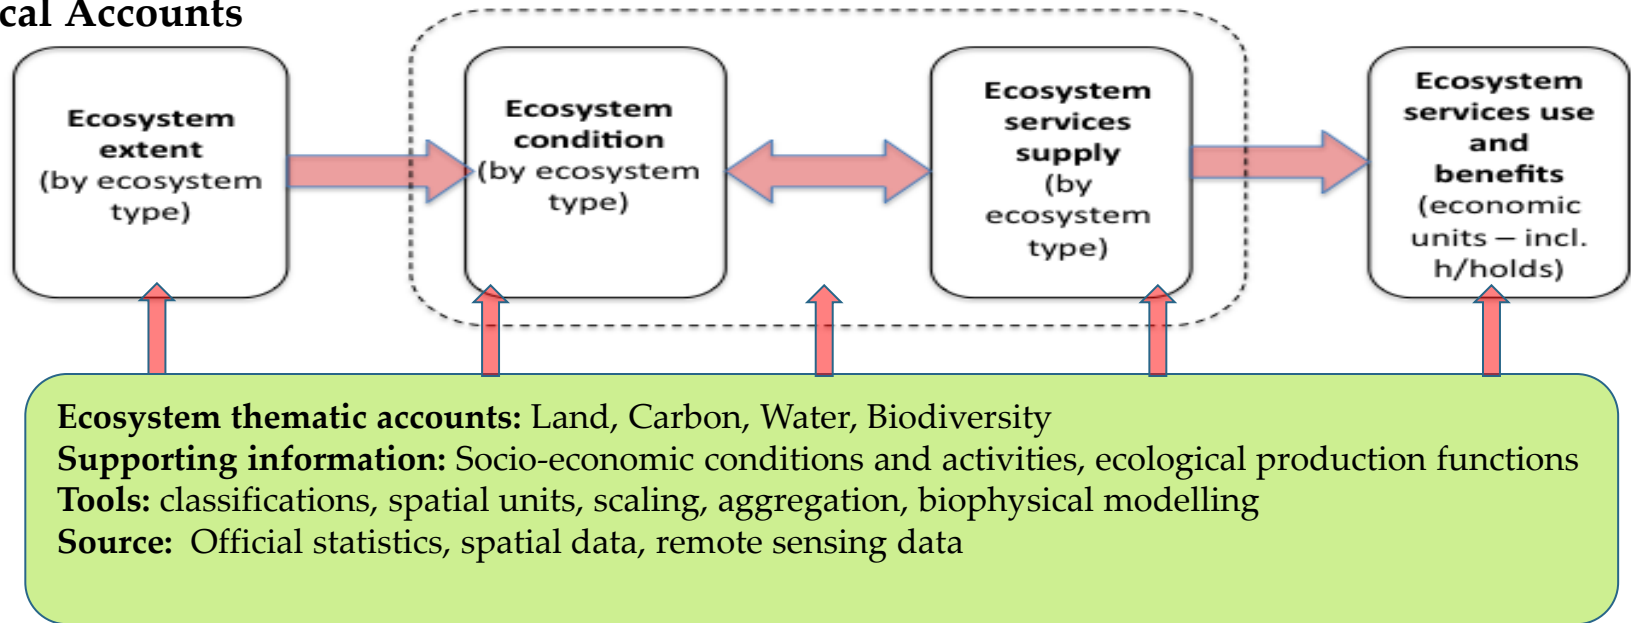 cal Accounts
Ecosystem
extent
(by ecosystem
type)
Ecosystem
condition
(by ecosystem
type)
Ecosystem
services
supply
(by
ecosystem
type)
Ecosystem
services use
and
benefits
(economic
units – incl.
h/holds)
Ecosystem thematic accounts: Land, Carbon, Water, Biodiversity
Supporting information: Socio-economic conditions and activities, ecological production functions
Tools: classifications, spatial units, scaling, aggregation, biophysical modelling
Source: Official statistics, spatial data, remote sensing data